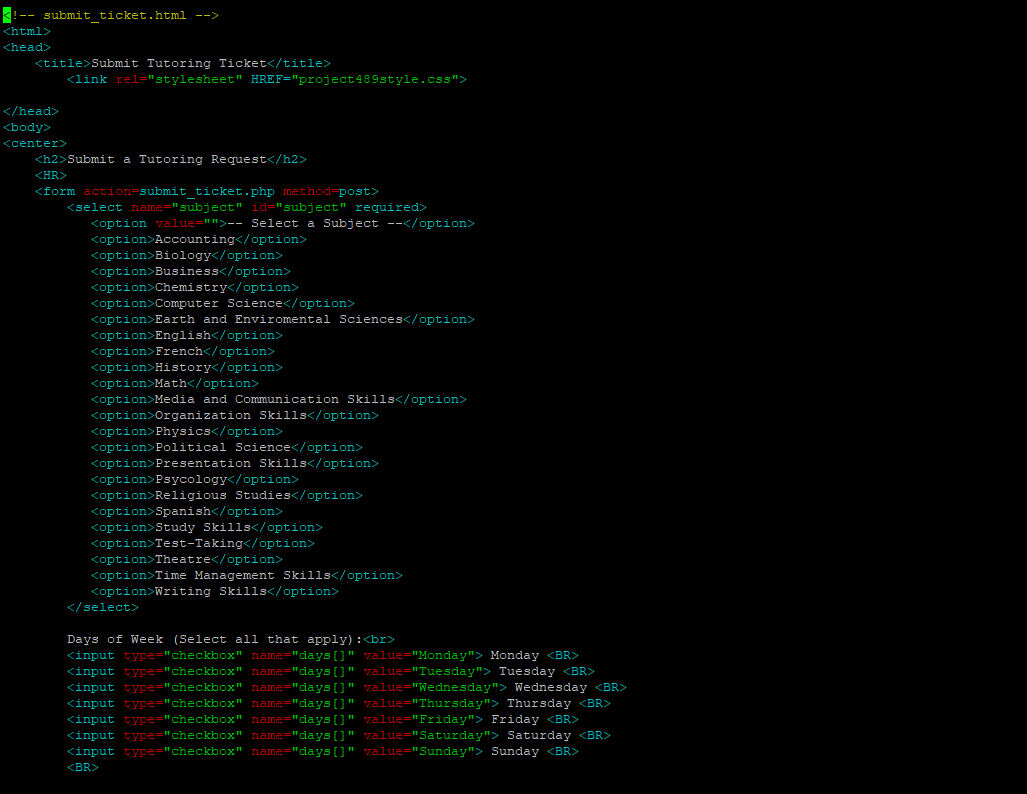 <!-- submit_ticket.html -->
<html>
<head>
    <title>Submit Tutoring Ticket</title>
        <link rel="stylesheet" HREF="project489style.css">

</head>
<body>
<center>
    <h2>Submit a Tutoring Request</h2>
    <HR>
    <form action=submit_ticket.php method=post>
        <select name="subject" id="subject" required>
           <option value="">-- Select a Subject --</option>
           <option>Accounting</option>
           <option>Biology</option>
           <option>Business</option>
           <option>Chemistry</option>
           <option>Computer Science</option>
           <option>Earth and Enviromental Sciences</option>
           <option>English</option>
           <option>French</option>
           <option>History</option>
           <option>Math</option>
           <option>Media and Communication Skills</option>
           <option>Organization Skills</option>
           <option>Physics</option>
           <option>Political Science</option>
           <option>Presentation Skills</option>
           <option>Psycology</option>
           <option>Religious Studies</option>
           <option>Spanish</option>
           <option>Study Skills</option>
           <option>Test-Taking</option>
           <option>Theatre</option>
           <option>Time Management Skills</option>
           <option>Writing Skills</option>
        </select>

        Days of Week (Select all that apply):<br>
        <input type="checkbox" name="days[]" value="Monday"> Monday <BR>
        <input type="checkbox" name="days[]" value="Tuesday"> Tuesday <BR>
        <input type="checkbox" name="days[]" value="Wednesday"> Wednesday <BR>
        <input type="checkbox" name="days[]" value="Thursday"> Thursday <BR>
        <input type="checkbox" name="days[]" value="Friday"> Friday <BR>
        <input type="checkbox" name="days[]" value="Saturday"> Saturday <BR>
        <input type="checkbox" name="days[]" value="Sunday"> Sunday <BR>
        <BR>